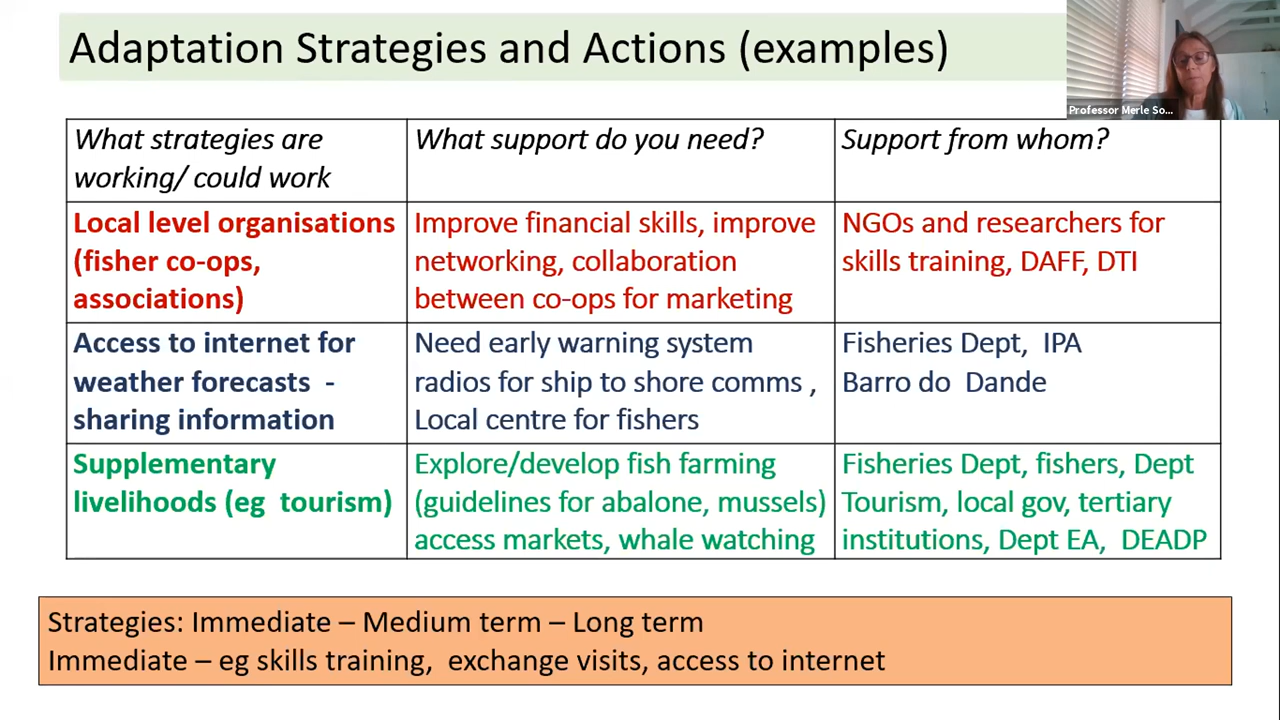 Adaptation Strategies and Actions (examples)
Professor Merle So...
What strategies are
working/ could work
What support do you need?
Support from whom?
Local level organisations
(fisher co-ops,
associations)
Improve financial skills, improve
networking, collaboration
between co-ops for marketing
NGOs and researchers for
skills training, DAFF, DTI
Access to internet for
weather forecasts -
sharing information
Need early warning system
radios for ship to shore comms ,
Local centre for fishers
Fisheries Dept, IPA
Barro do Dande
Supplementary
livelihoods (eg tourism)
Explore/develop fish farming
(guidelines for abalone, mussels)
access markets, whale watching
Fisheries Dept, fishers, Dept
Tourism, local gov, tertiary
institutions, Dept EA, DEADP
Strategies: Immediate – Medium term – Long term
Immediate – eg skills training, exchange visits, access to internet